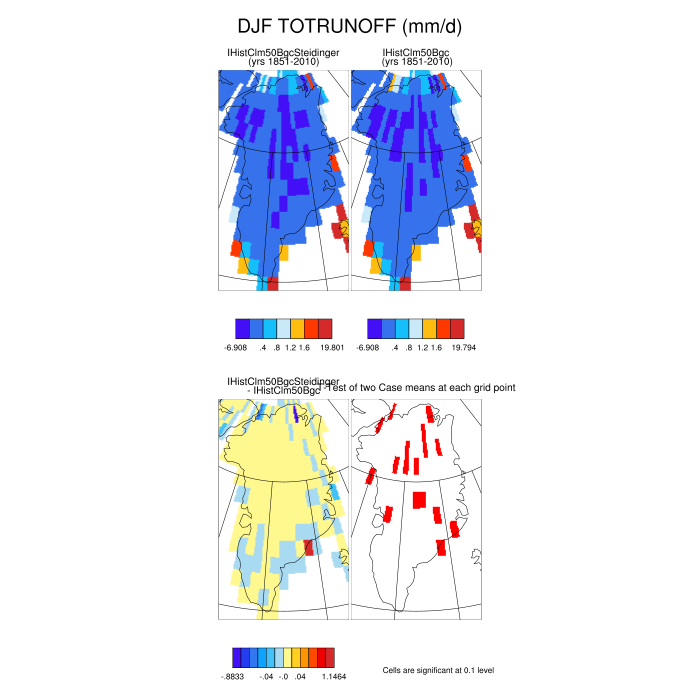 DJF TOTRUNOFF (mm/d)
IHistClm50BgcSteidinger
(yrs 1851-2010)
IHistClm50Bgc
(yrs 1851-2010)
-6.908 .4 .8 1.2 1.6 19.801
-6.908 .4 .8 1.2 1.6 19.794
IHistClm50BgcSteidinger
- IHistClm50Bgc
T-Test of two Case means at each grid point
-.8833 -.04 -.0 .04 1.1464
Cells are significant at 0.1 level